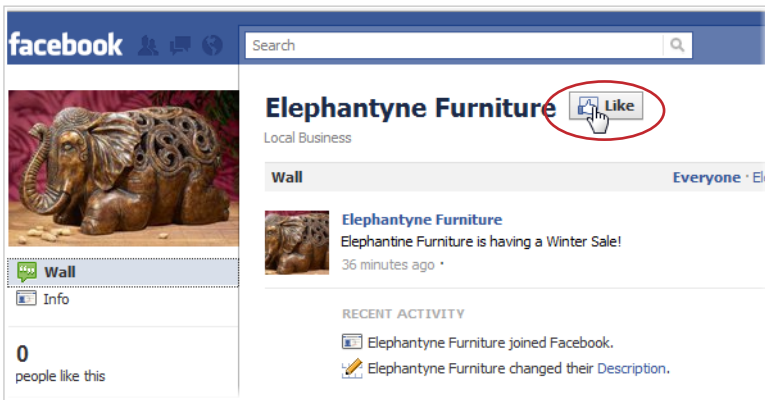 facebook
Search
Elephantyne Furniture
Like
Local Business
Wall
Everyone · El
Elephantyne Furniture
Elephantine Furniture is having a Winter Sale!
36 minutes ago ·
Wall
Info
RECENT ACTIVITY
Elephantyne Furniture joined Facebook.
0
people like this
Elephantyne Furniture changed their Description.